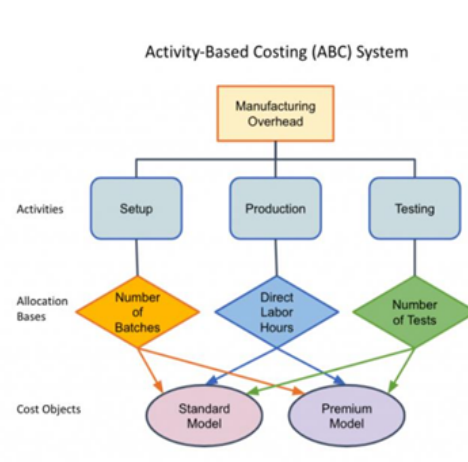 Activity-Based Costing (ABC) System
Manufacturing
Overhead
Activities
Setup
Production
Testing
Allocation
Bases
Number
of
Batches
Direct
Labor
Hours
Number
of Tests
Cost Objects
Standard
Model
Premium
Model